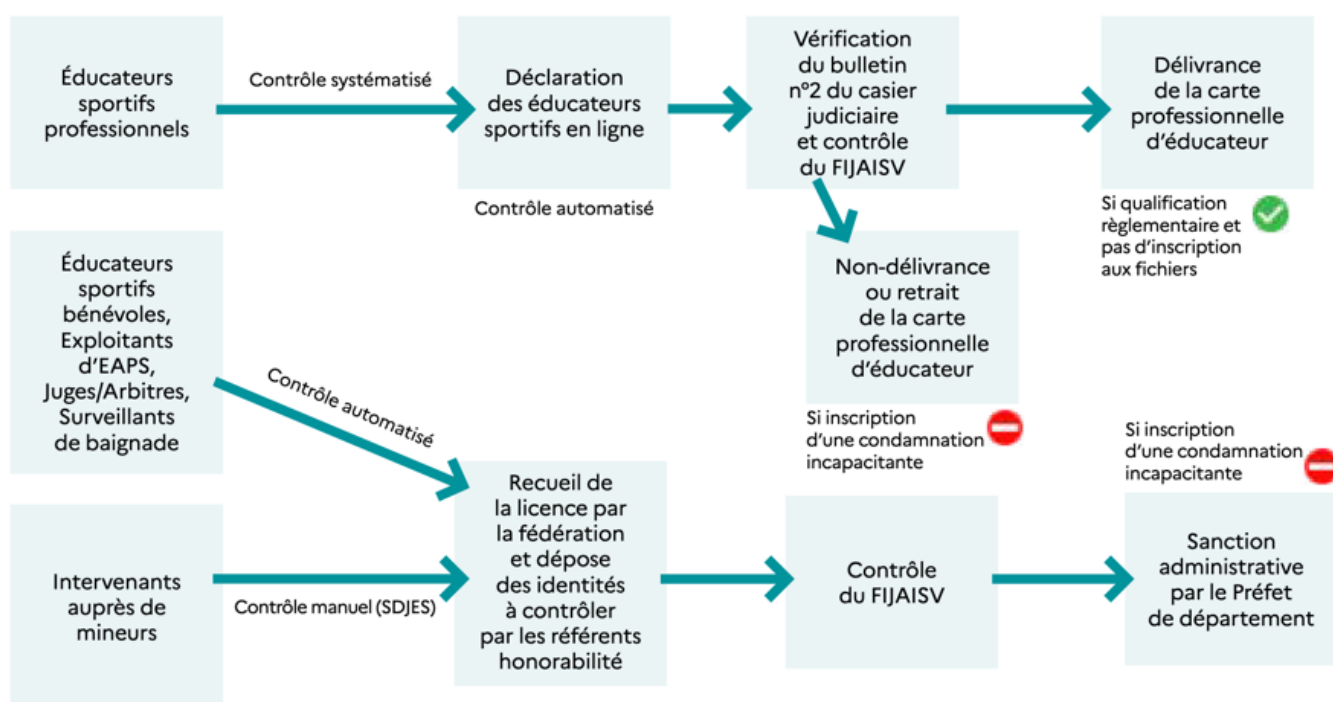 Éducateurs
sportifs
professionnels
Contrôle systématisé
Déclaration
des éducateurs
sportifs en ligne
Contrôle automatisé
Vérification
du bulletin
n°2 du casier
judiciaire
et contrôle
du FIJAISV
Délivrance
de la carte
professionnelle
d'éducateur
Si qualification
règlementaire et
pas d'inscription
aux fichiers
Non-délivrance
ou retrait
de la carte
professionnelle
d'éducateur
Si inscription
d'une condamnation
incapacitante
Éducateurs
sportifs
bénévoles,
Exploitants
d'EAPS,
Juges/Arbitres,
Surveillants
de baignade
Contrôle automatisé
Intervenants
auprès de
mineurs
Contrôle manuel (SDJES)
Recueil de
la licence par
la fédération
et dépose
des identités
à contrôler
par les référents
honorabilité
Contrôle
du FIJAISV
Si inscription
d'une condamnation
incapacitante
Sanction
administrative
par le Préfet
de département